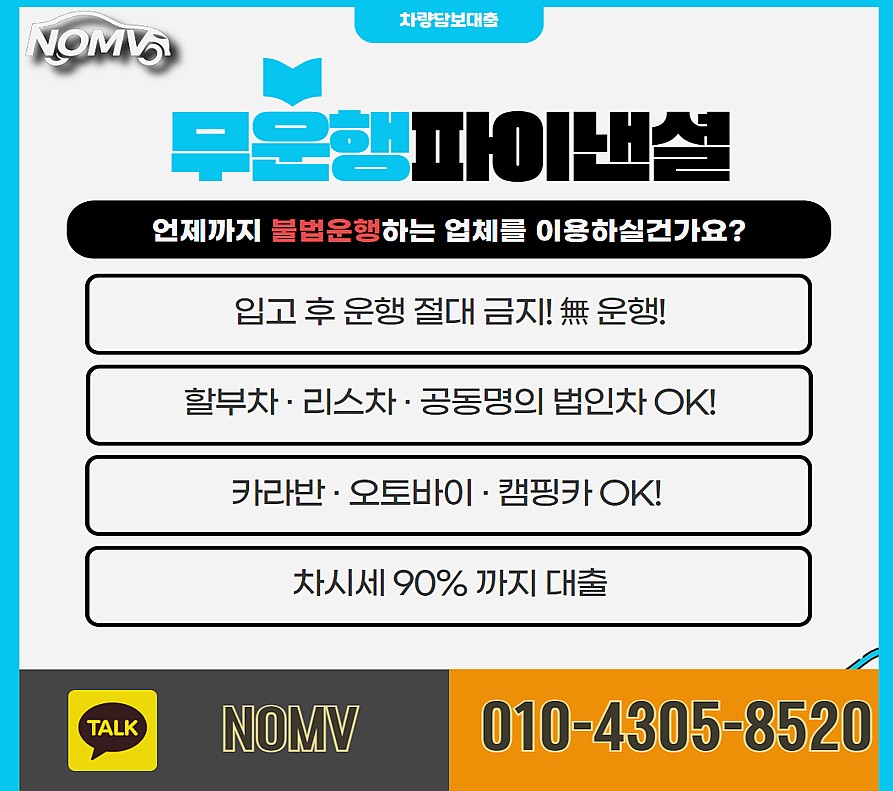 차량담보대출
NOMV
무운행파이낸셜
언제까지 불법운행하는 업체를 이용하실건가요?
입고 후 운행 절대 금지! 無 운행!
할부차 · 리스차 · 공동명의 법인차 OK!
카라반 · 오토바이 · 캠핑카 OK!
차시세 90% 까지 대출
TALK
NOMV
010-4305-8520